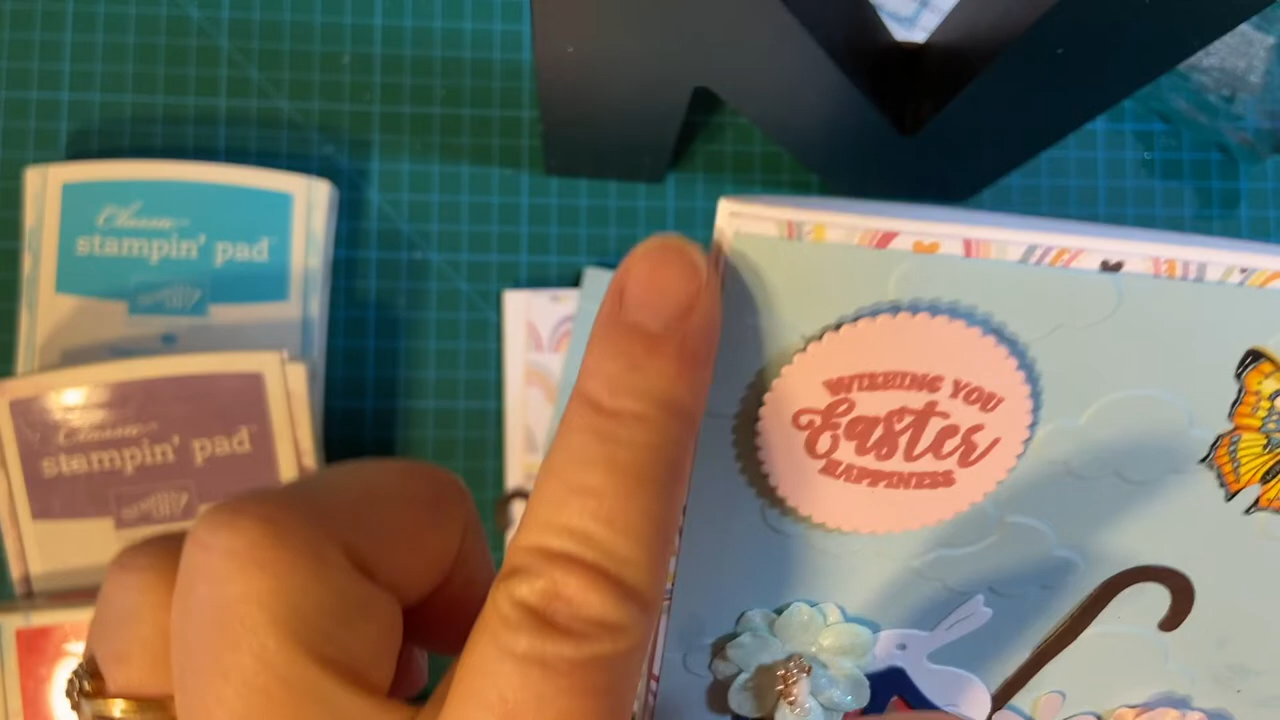 Classic
stampin' pad
Classic
stampin' pad
WISHING YOU
Easter
HAPPINESS